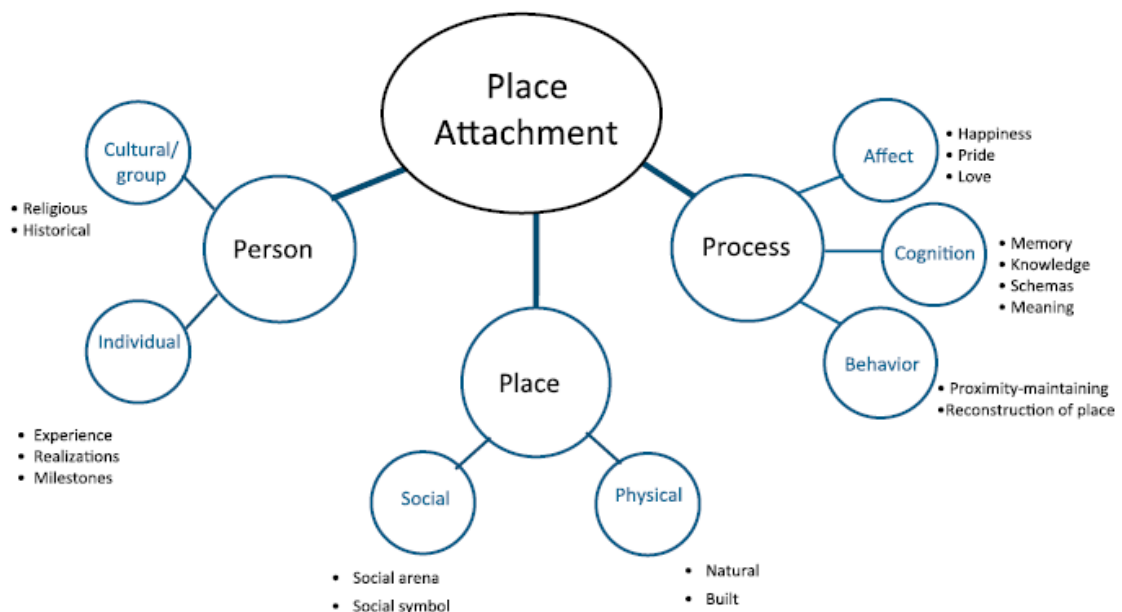 Place
Attachment
Cultural/
group
• Religious
• Historical
Person
Individual
• Experience
• Realizations
• Milestones
Place
Social
• Social arena
• Social symbol
Physical
• Natural
• Built
Process
Affect
• Happiness
• Pride
• Love
Cognition
• Memory
• Knowledge
• Schemas
• Meaning
Behavior
• Proximity-maintaining
•Reconstruction of place